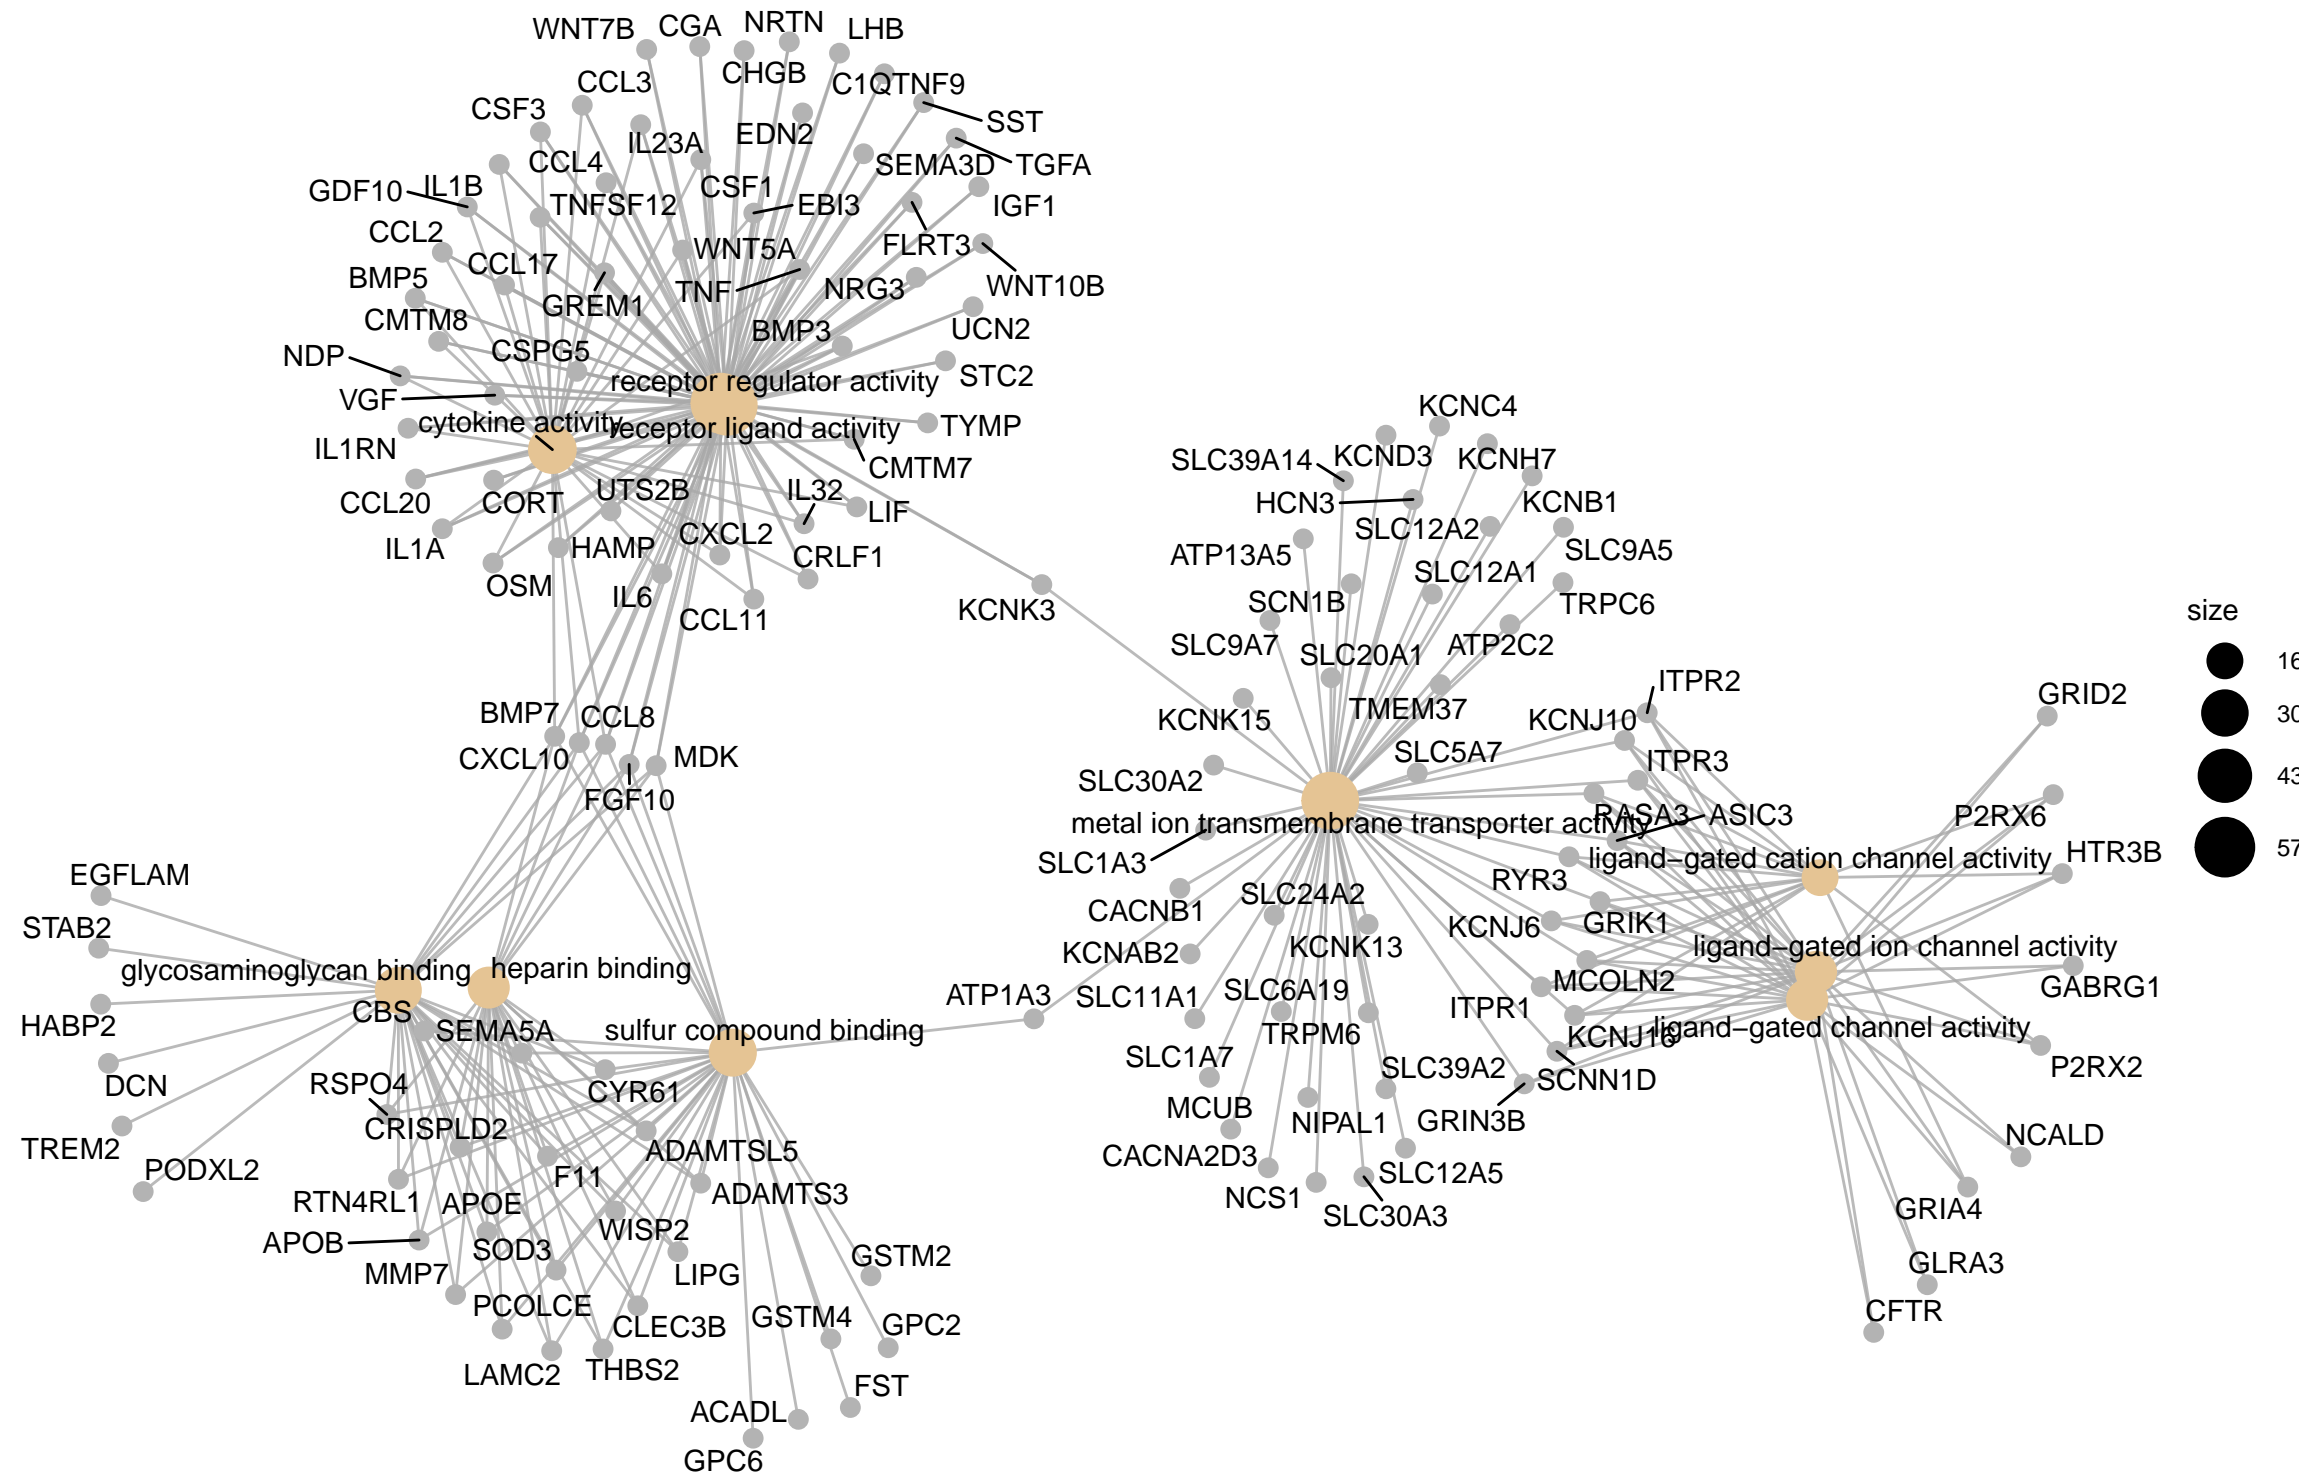 WNT7B
CGA
NRTN
LHB
CHGB
CCL3
C1QTNF9
CSF3
SST
EDN2
IL23A
CCL4
SEMA3D
TGFA
GDF10
IL1B
CSF1
TNFSF12
EBI3
IGF1
CCL2
FLRT3
WNT5A
CCL17
BMP5
TNF
NRG3
WNT10B
GREM1
CMTM8
BMP3
UCN2
NDP
CSPG5
STC2
receptor regulator activity
VGF
cytokine activity
receptor ligand activity
TYMP
IL1RN
CMTM7
CCL20
CORT
UTS2B
IL32
LIF
IL1A
HAMP
CXCL2
CRLF1
OSM
IL6
CCL11
KCNK3
KCNC4
KCND3
KCNH7
SLC39A14
HCN3
KCNB1
SLC12A2
ATP13A5
SLC9A5
SLC12A1
SCN1B
TRPC6
SLC9A7
SLC20A1
ATP2C2
KCNK15
TMEM37
KCNJ10
ITPR2
SLC5A7
ITPR3
SLC30A2
RASA3
ASIC3
metal ion transmembrane transporter activity
SLC1A3
ligand−gated cation channel activity
GRID2
P2RX6
HTR3B
RYR3
CACNB1
SLC24A2
KCNJ6
GRIK1
KCNAB2
KCNK13
ligand−gated ion channel activity
MCOLN2
GABRG1
SLC11A1
SLC6A19
ITPR1
TRPM6
KCNJ16
ligand−gated channel activity
SLC1A7
SLC39A2
SCNN1D
P2RX2
MCUB
NIPAL1
GRIN3B
NCALD
CACNA2D3
SLC12A5
NCS1
SLC30A3
GRIA4
GLRA3
CFTR
BMP7
CCL8
CXCL10
MDK
FGF10
EGFLAM
STAB2
glycosaminoglycan binding
heparin binding
HABP2
CBS
SEMA5A
sulfur compound binding
ATP1A3
DCN
RSPO4
CYR61
CRISPLD2
TREM2
ADAMTSL5
PODXL2
F11
ADAMTS3
RTN4RL1
APOE
WISP2
APOB
SOD3
MMP7
LIPG
GSTM2
PCOLCE
CLEC3B
GSTM4
GPC2
LAMC2
THBS2
FST
ACADL
GPC6
size
16
30
43
57